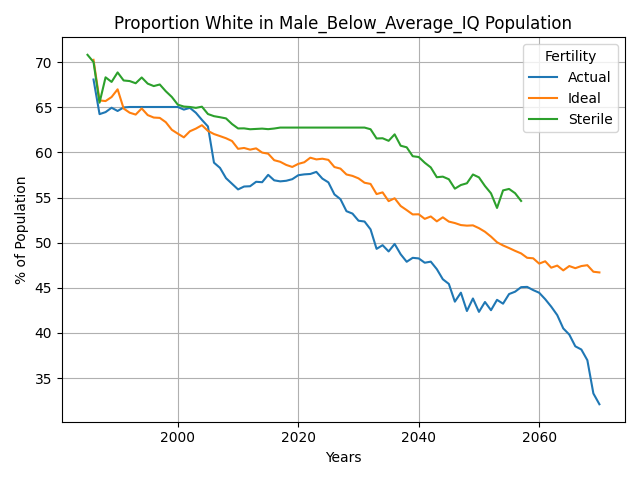 Proportion White in Male_Below_Average_IQ Population
% of Population
70
65
60
55
50
45
40
35
Fertility
Actual
Ideal
Sterile
2000
2020
2040
2060
Years